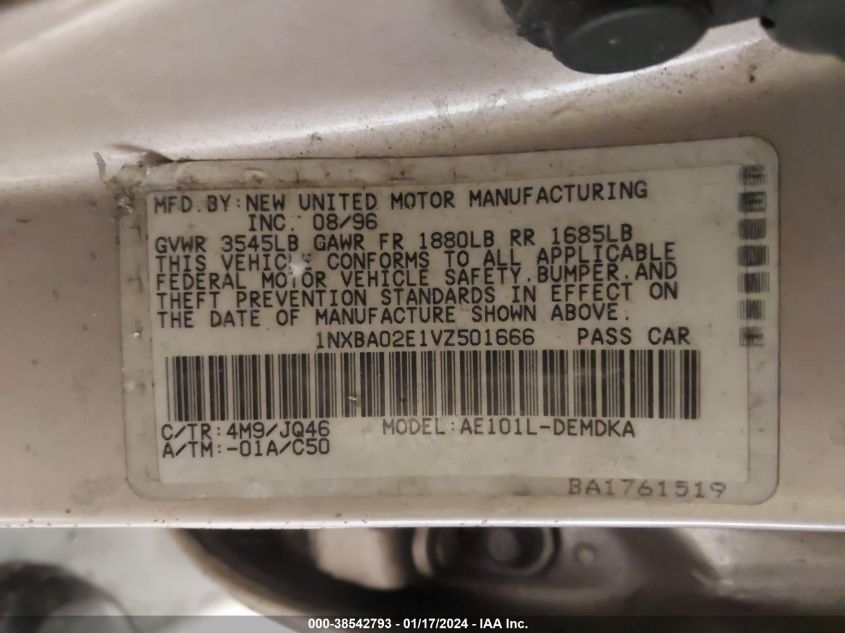 MFD.BY:NEW UNITED MOTOR MANUFACTURING
INC. 08/96
GVWR 3545LB GAWR FR 1880LB RR 1685LB
THIS VEHICLE CONFORMS TO ALL APPLICABLE
FEDERAL MOTOR VEHICLE SAFETY,BUMPER,AND
THEFT PREVENTION STANDARDS IN EFFECT ON
THE DATE OF MANUFACTURE SHOWN ABOVE.
1NXBA02E1VZ501666 PASS CAR
C/TR:4M9/JQ46 MODEL:AE101L-DEMDKA
A/TM:-01A/C50
BA1761519
000-38542793 - 01/17/2024 - IAA Inc.